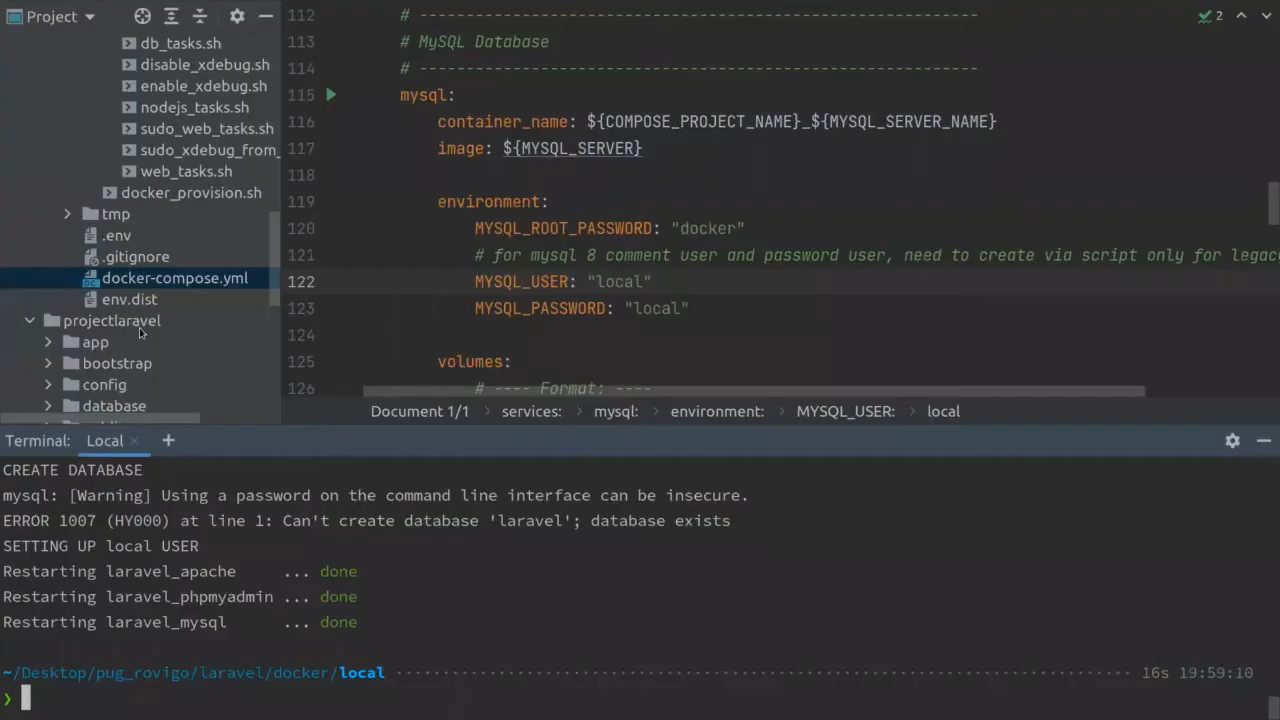 Project
db_tasks.sh
disable_xdebug.sh
enable_xdebug.sh
nodejs_tasks.sh
sudo_web_tasks.sh
sudo_xdebug_from_
web_tasks.sh
docker_provision.sh
tmp
.env
.gitignore
docker-compose.yml
env.dist
projectlaravel
app
bootstrap
config
database
2
112 # ------------------------------------------------------------
113 # MySQL Database
114 # ------------------------------------------------------------
115 mysql:
116 container_name: ${COMPOSE_PROJECT_NAME}_${MYSQL_SERVER_NAME}
117 image: ${MYSQL_SERVER}
118
119 environment:
120 MYSQL_ROOT_PASSWORD: "docker"
121 # for mysql 8 comment user and password user, need to create via script only for legac
122 MYSQL_USER: "local"
123 MYSQL_PASSWORD: "local"
124
125 volumes:
126 # ---- Format: ----
Document 1/1 › services: › mysql: › environment: › MYSQL_USER: › local
Terminal: Local × +
CREATE DATABASE
mysql: [Warning] Using a password on the command line interface can be insecure.
ERROR 1007 (HY000) at line 1: Can't create database 'laravel'; database exists
SETTING UP local USER
Restarting laravel_apache ... done
Restarting laravel_phpmyadmin ... done
Restarting laravel_mysql ... done
~/Desktop/pug_rovigo/laravel/docker/local 16s 19:59:10
❯